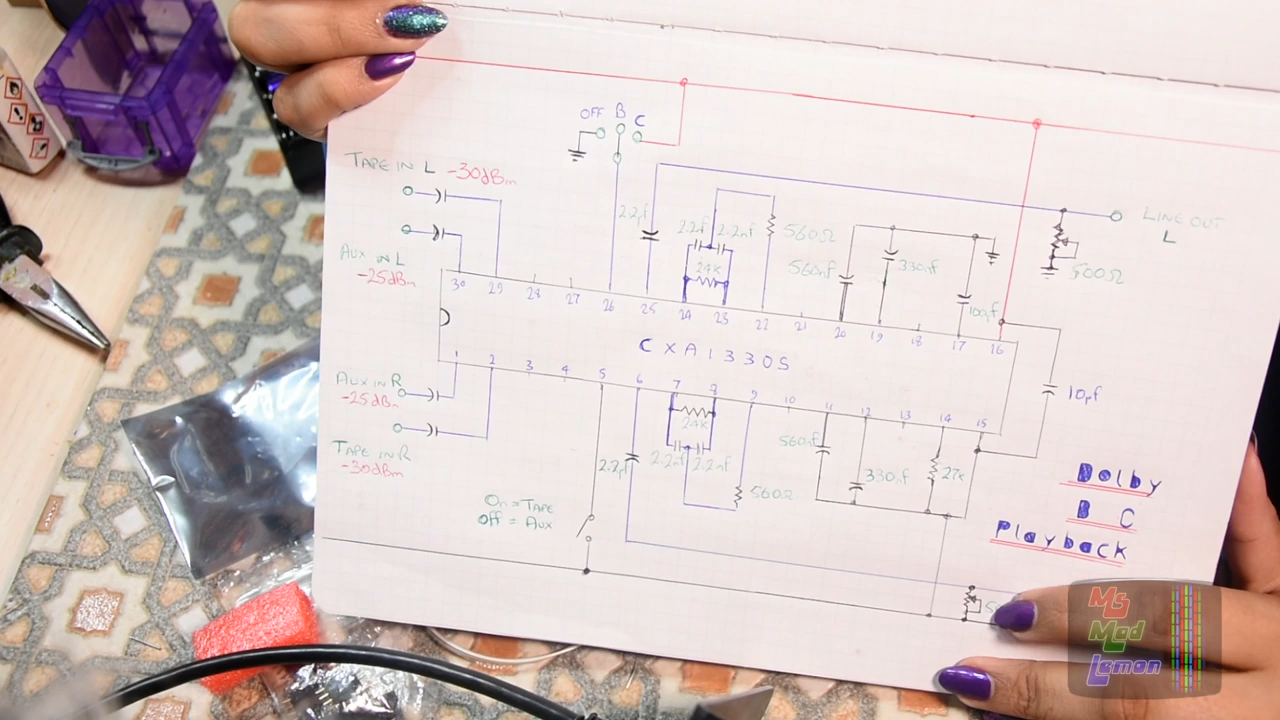 OFF B C
TAPE IN L -30dBm
AUX IN L
-25dBm
2.2µf
2.2nf 2.2nf
24K
560Ω
560nf
330nf
100µf
LINE OUT
L
500Ω
30 29 28 27 26 25 24 23 22 21 20 19 18 17 16
CXA1330S
1 2 3 4 5 6 7 8 9 10 11 12 13 14 15
10µf
AUX IN R
-25dBm
TAPE IN R
-30dBm
2.2µf
24K
2.2nf 2.2nf
560Ω
560nf
330nf
27k
On = TAPE
Off = AUX
Dolby
B C
Playback
MS
Mad
Lemon